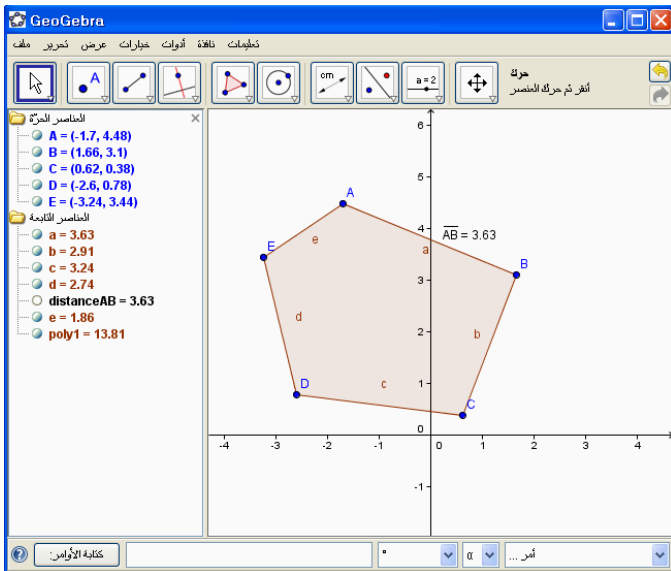 GeoGebra
ملف تحرير عرض خيارات أدوات نافذة تعليمات
A
cm
a = 2
حرك
أنقر ثم حرك العنصر
العناصر الحرّة
A = (-1.7, 4.48)
B = (1.66, 3.1)
C = (0.62, 0.38)
D = (-2.6, 0.78)
E = (-3.24, 3.44)
العناصر التابعة
a = 3.63
b = 2.91
c = 3.24
d = 2.74
distanceAB = 3.63
e = 1.86
poly1 = 13.81
6
5
A
4
AB = 3.63
e
a
E
B
3
2
d
b
1
D
c
C
0
-4 -3 -2 -1 0 1 2 3 4
-1
كتابة الأوامر:
°
α
أمر ...